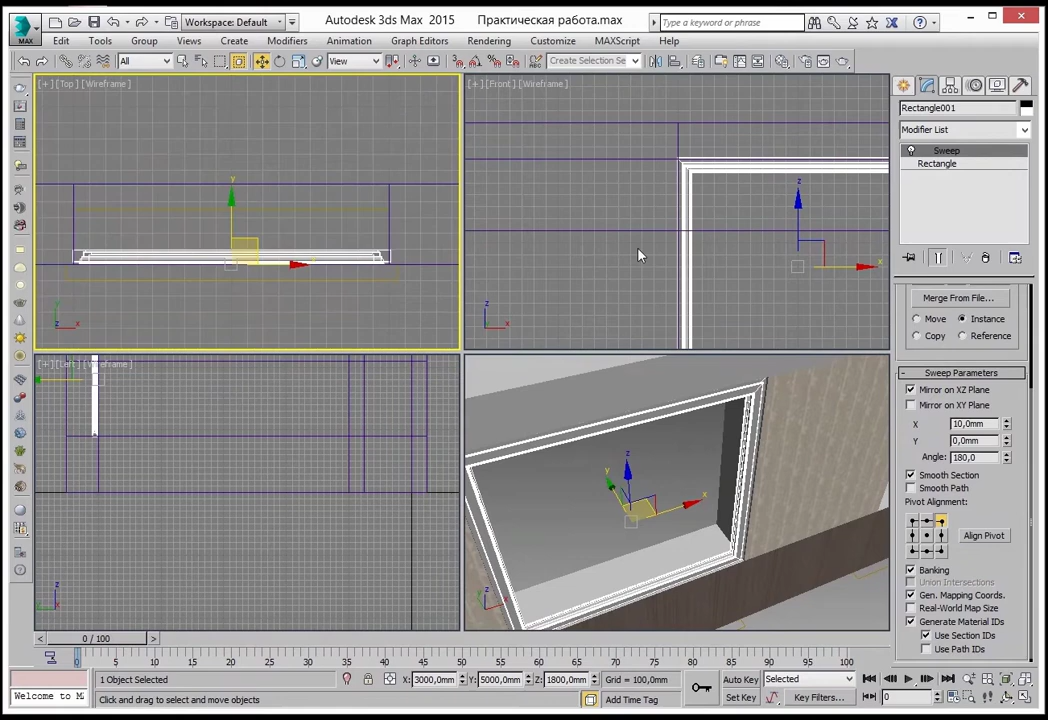 Workspace: Default
Autodesk 3ds Max 2015
Практическая работа.max
Type a keyword or phrase
MAX
Edit Tools Group Views Create Modifiers Animation Graph Editors Rendering Customize MAXScript Help
All
View
Create Selection Se
[+] [Top] [Wireframe]
[+] [Front] [Wireframe]
Rectangle001
Modifier List
Sweep
Rectangle
Merge From File...
Move Instance
Copy Reference
Sweep Parameters
Mirror on XZ Plane
Mirror on XY Plane
X 10,0mm
Y 0,0mm
Angle: 180,0
Smooth Section
Smooth Path
Pivot Alignment:
Align Pivot
Banking
Union Intersections
Gen. Mapping Coords.
Real-World Map Size
Generate Material IDs
Use Section IDs
Use Path IDs
0 / 100
0 5 10 15 20 25 30 35 40 45 50 55 60 65 70 75 80 85 90 95 100
1 Object Selected
X: 3000,0mm Y: 5000,0mm Z: 1800,0mm Grid = 100,0mm
Auto Key Selected
Welcome to M
Click and drag to select and move objects
Add Time Tag
Set Key Key Filters...
0